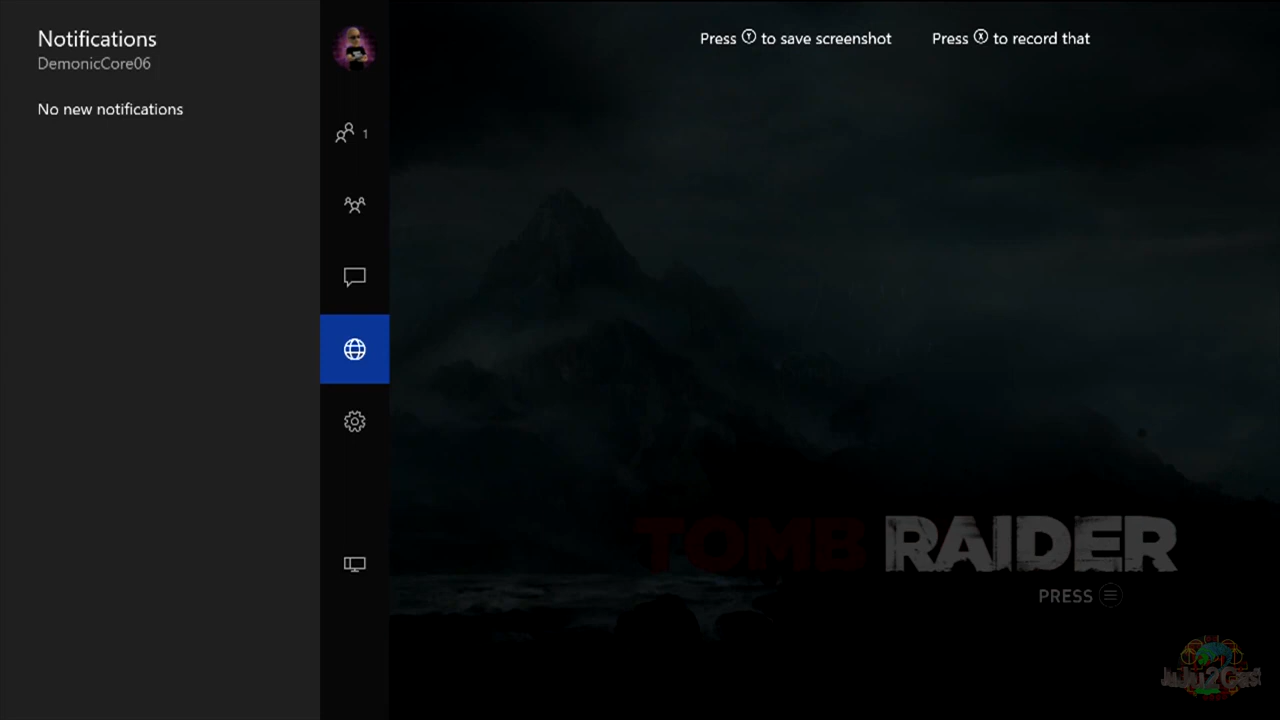 Notifications
DemonicCore06
No new notifications
1
Press Y to save screenshot
Press X to record that
TOMB RAIDER
PRESS